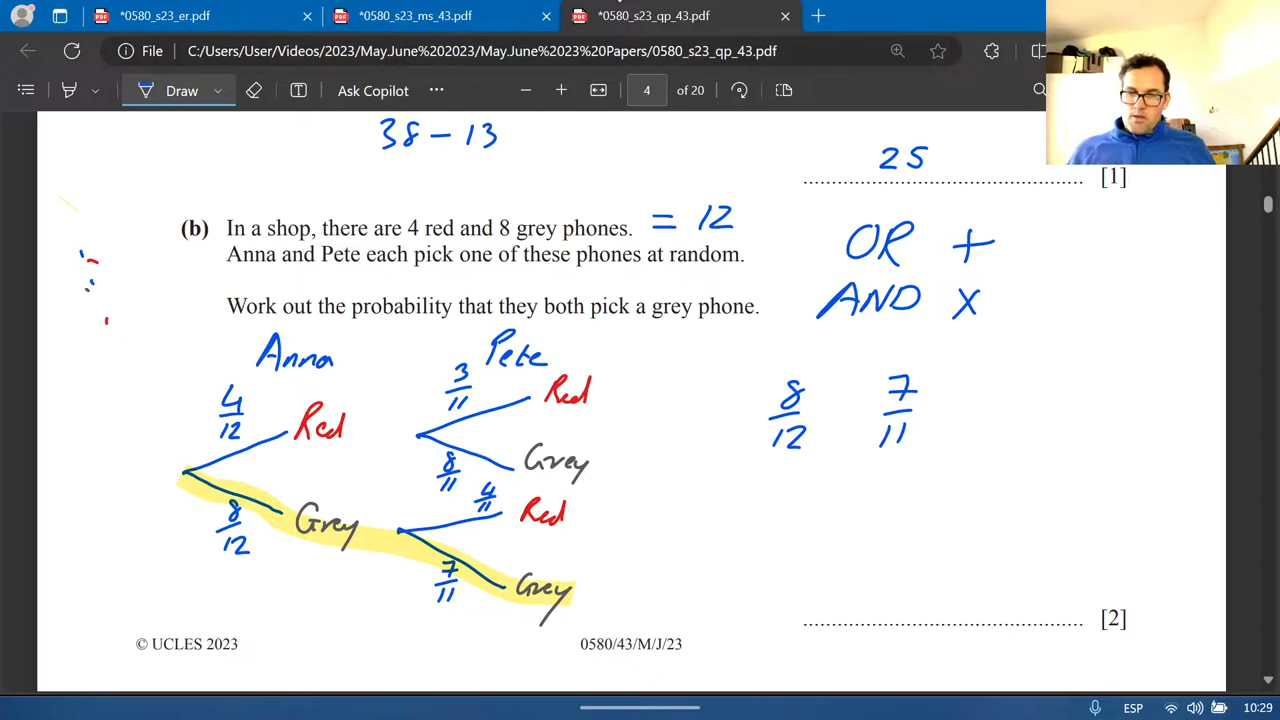 *0580_s23_er.pdf
*0580_s23_ms_43.pdf
*0580_s23_qp_43.pdf
File
C:/Users/User/Videos/2023/May.June%202023/May.June%202023%20Papers/0580_s23_qp_43.pdf
Draw
Ask Copilot
4 of 20
38 – 13
25
[1]
(b) In a shop, there are 4 red and 8 grey phones. = 12
Anna and Pete each pick one of these phones at random.
OR +
Work out the probability that they both pick a grey phone.
AND ×
Anna Pete
4/12 Red
3/11 Red
8/11 Grey
8/12 Grey
4/11 Red
7/11 Grey
8/12 7/11
[2]
© UCLES 2023
0580/43/M/J/23
ESP
10:29